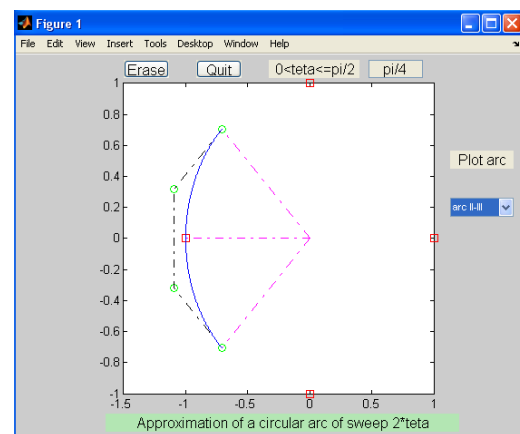 Figure 1
File Edit View Insert Tools Desktop Window Help
Erase Quit 0<teta<=pi/2 pi/4
1
0.8
0.6
0.4
0.2
0
-0.2
-0.4
-0.6
-0.8
-1
-1.5 -1 -0.5 0 0.5 1
Plot arc
arc II-III
Approximation of a circular arc of sweep 2*teta